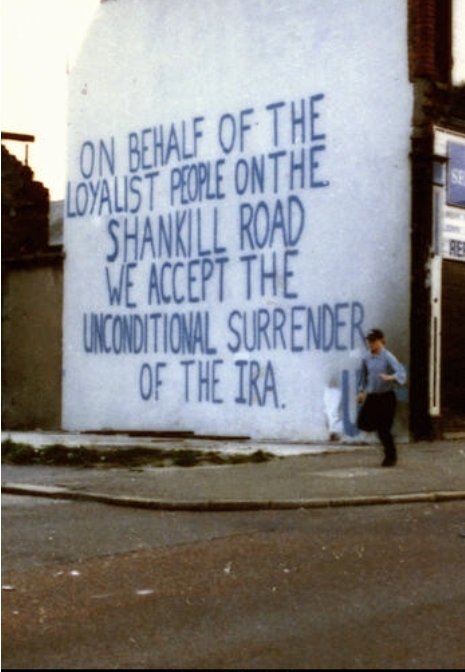 ON BEHALF OF THE
LOYALIST PEOPLE ON THE
SHANKILL ROAD
WE ACCEPT THE
UNCONDITIONAL SURRENDER
OF THE IRA.